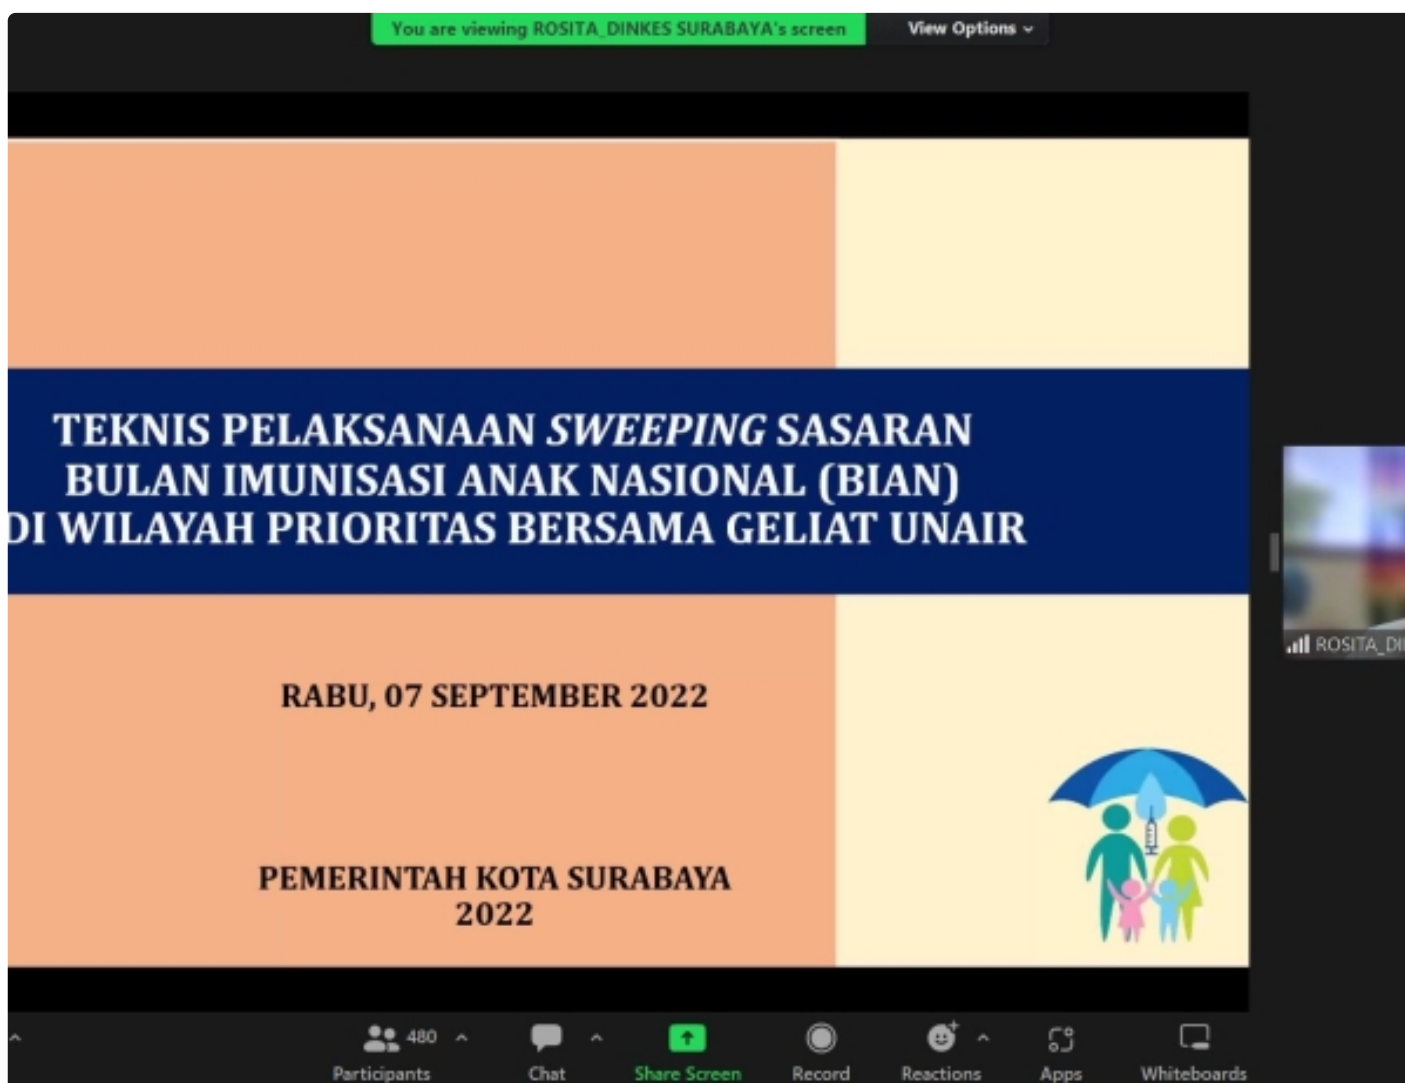 You are viewing ROSITA_DINKES SURABAYA's screen
View Options
TEKNIS PELAKSANAAN SWEEPING SASARAN
BULAN IMUNISASI ANAK NASIONAL (BIAN)
DI WILAYAH PRIORITAS BERSAMA GELIAT UNAIR
ROSITA_DI
RABU, 07 SEPTEMBER 2022
PEMERINTAH KOTA SURABAYA
2022
480
Participants
Chat
Share Screen
Record
Reactions
Apps
Whiteboards